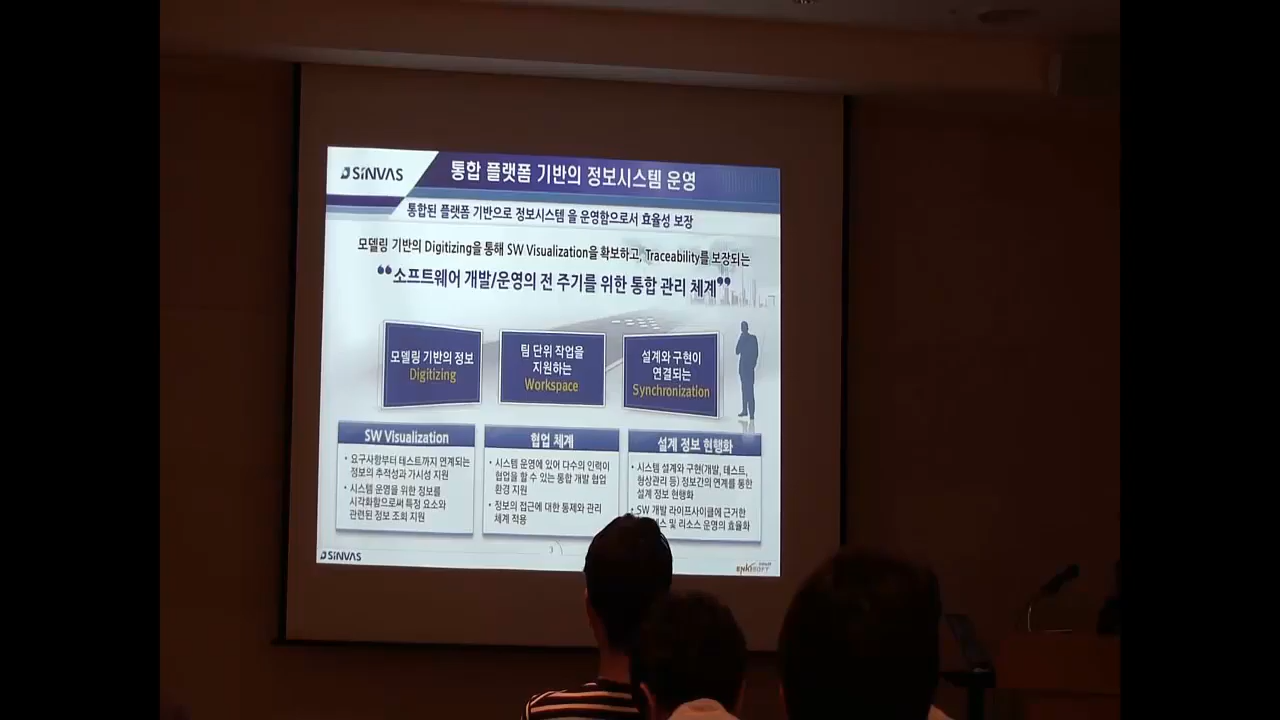 SINVAS
통합 플랫폼 기반의 정보시스템 운영
통합된 플랫폼 기반으로 정보시스템 을 운영함으로서 효율성 보장
모델링 기반의 Digitizing을 통해 SW Visualization을 확보하고, Traceability를 보장되는
“소프트웨어 개발/운영의 전 주기를 위한 통합 관리 체계”
모델링 기반의 정보
Digitizing
팀 단위 작업을
지원하는
Workspace
설계와 구현이
연결되는
Synchronization
SW Visualization
• 요구사항부터 테스트까지 연계되는
정보의 추적성과 가시성 지원
• 시스템 운영을 위한 정보를
시각화함으로써 특정 요소와
관련된 정보 조회 지원
협업 체계
• 시스템 운영에 있어 다수의 인력이
협업을 할 수 있는 통합 개발 협업
환경 지원
• 정보의 접근에 대한 통제와 관리
체계 적용
설계 정보 현행화
• 시스템 설계와 구현(개발, 테스트,
형상관리 등) 정보간의 연계를 통한
설계 정보 현행화
• SW 개발 라이프사이클에 근거한
및 리소스 운영의 효율화
SINVAS
3
ENKISOFT